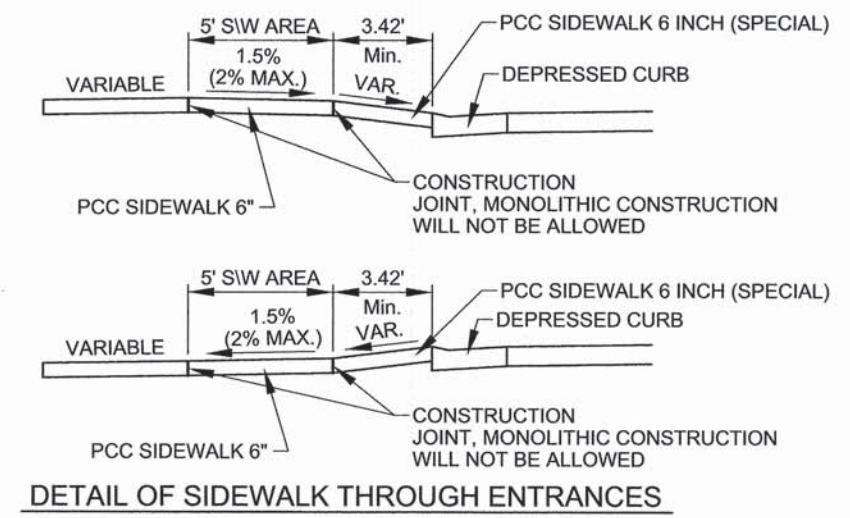 5' S\W AREA
3.42'
Min.
PCC SIDEWALK 6 INCH (SPECIAL)
1.5%
(2% MAX.)
VAR.
VARIABLE
DEPRESSED CURB
PCC SIDEWALK 6"
CONSTRUCTION
JOINT, MONOLITHIC CONSTRUCTION
WILL NOT BE ALLOWED
5' S\W AREA
3.42'
Min.
PCC SIDEWALK 6 INCH (SPECIAL)
1.5%
(2% MAX.)
VAR.
VARIABLE
DEPRESSED CURB
PCC SIDEWALK 6"
CONSTRUCTION
JOINT, MONOLITHIC CONSTRUCTION
WILL NOT BE ALLOWED
DETAIL OF SIDEWALK THROUGH ENTRANCES